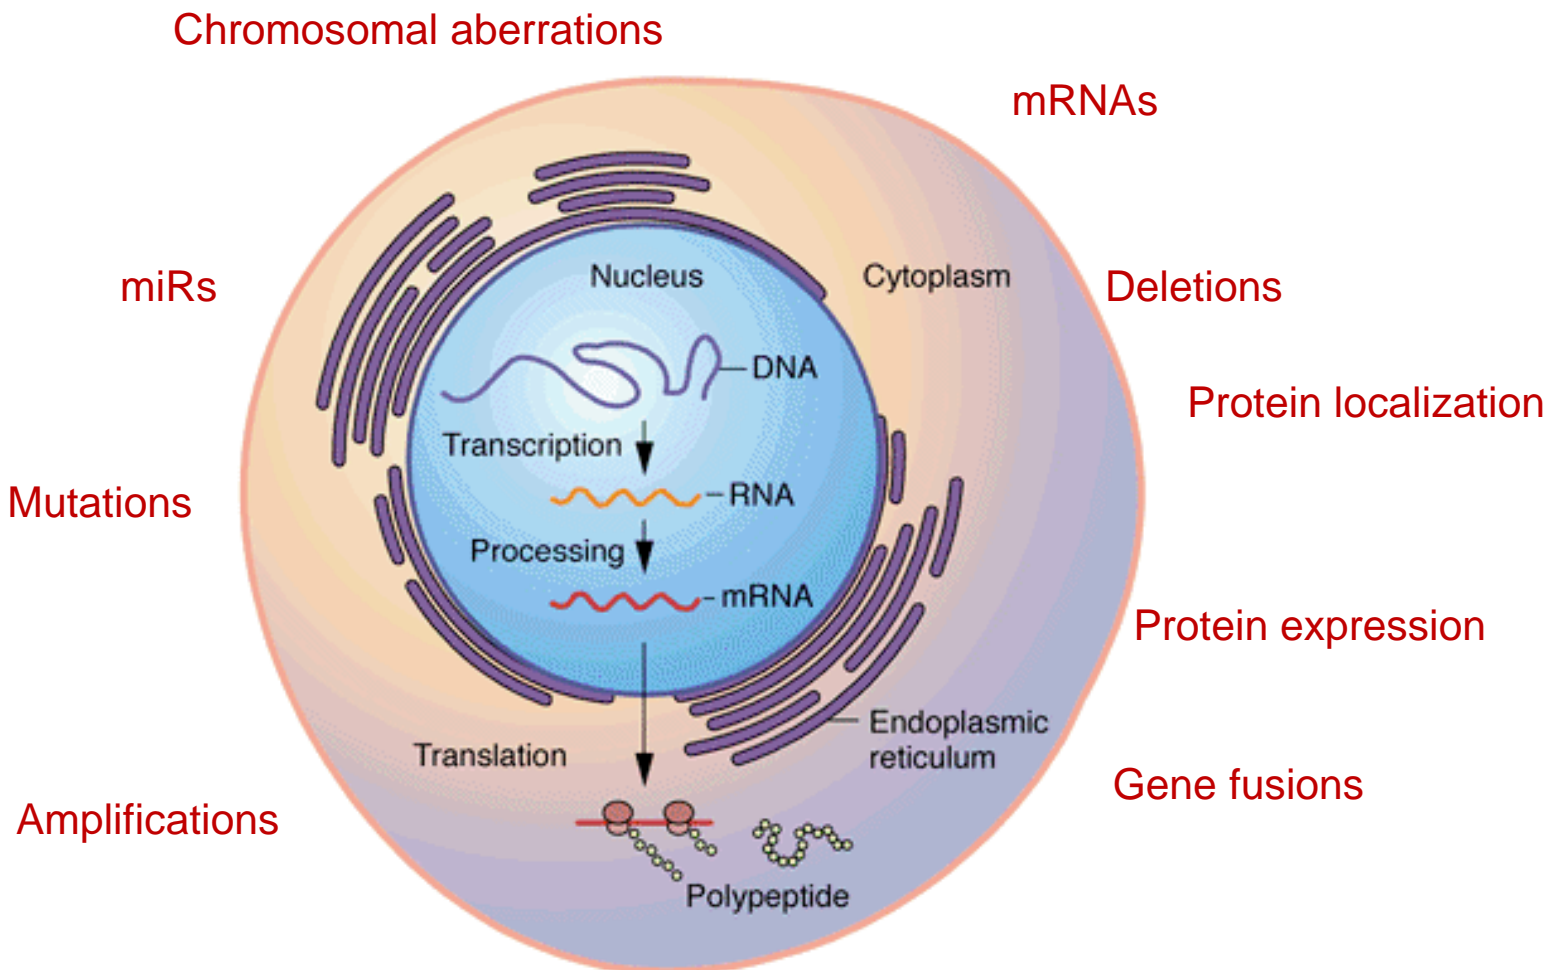 Chromosomal aberrations
mRNAs
miRs
Nucleus
Cytoplasm
Deletions
DNA
Protein localization
Transcription
Mutations
RNA
Processing
mRNA
Protein expression
Endoplasmic
reticulum
Translation
Gene fusions
Amplifications
Polypeptide